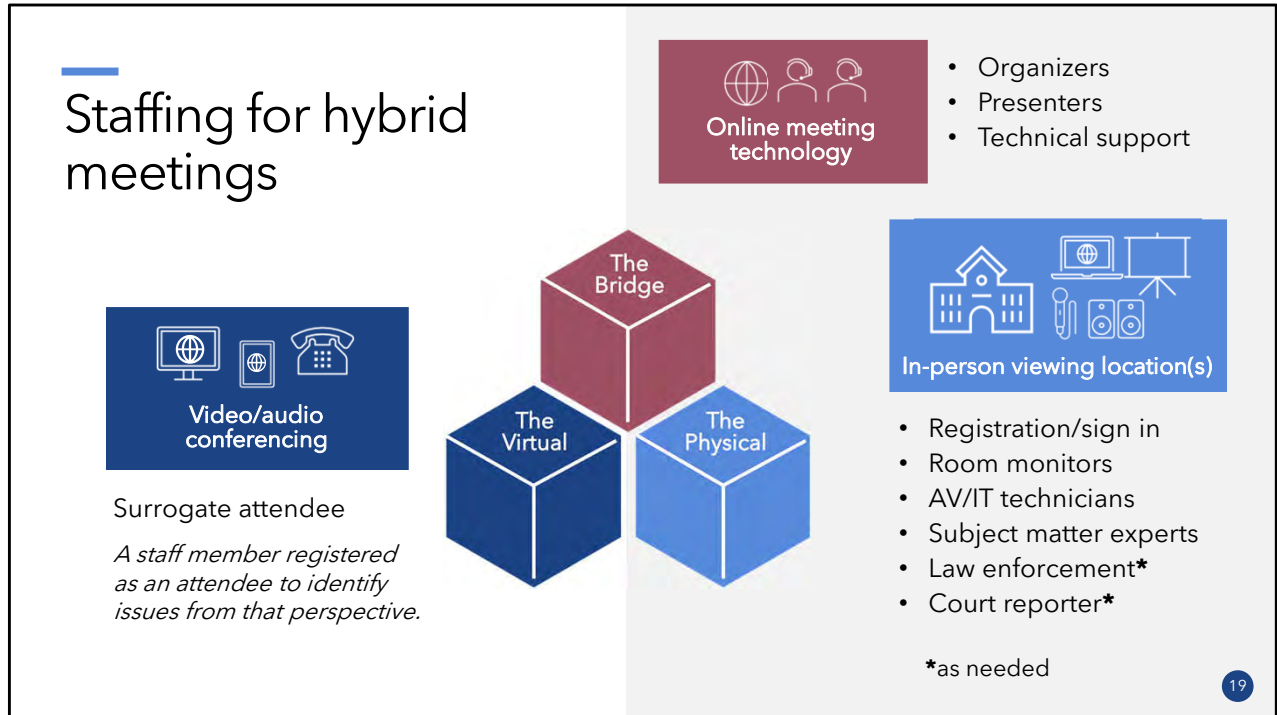 Staffing for hybrid
meetings
Online meeting
technology
• Organizers
• Presenters
• Technical support
The
Bridge
The
Virtual
The
Physical
Video/audio
conferencing
Surrogate attendee
A staff member registered
as an attendee to identify
issues from that perspective.
In-person viewing location(s)
• Registration/sign in
• Room monitors
• AV/IT technicians
• Subject matter experts
• Law enforcement*
• Court reporter*
*as needed
19